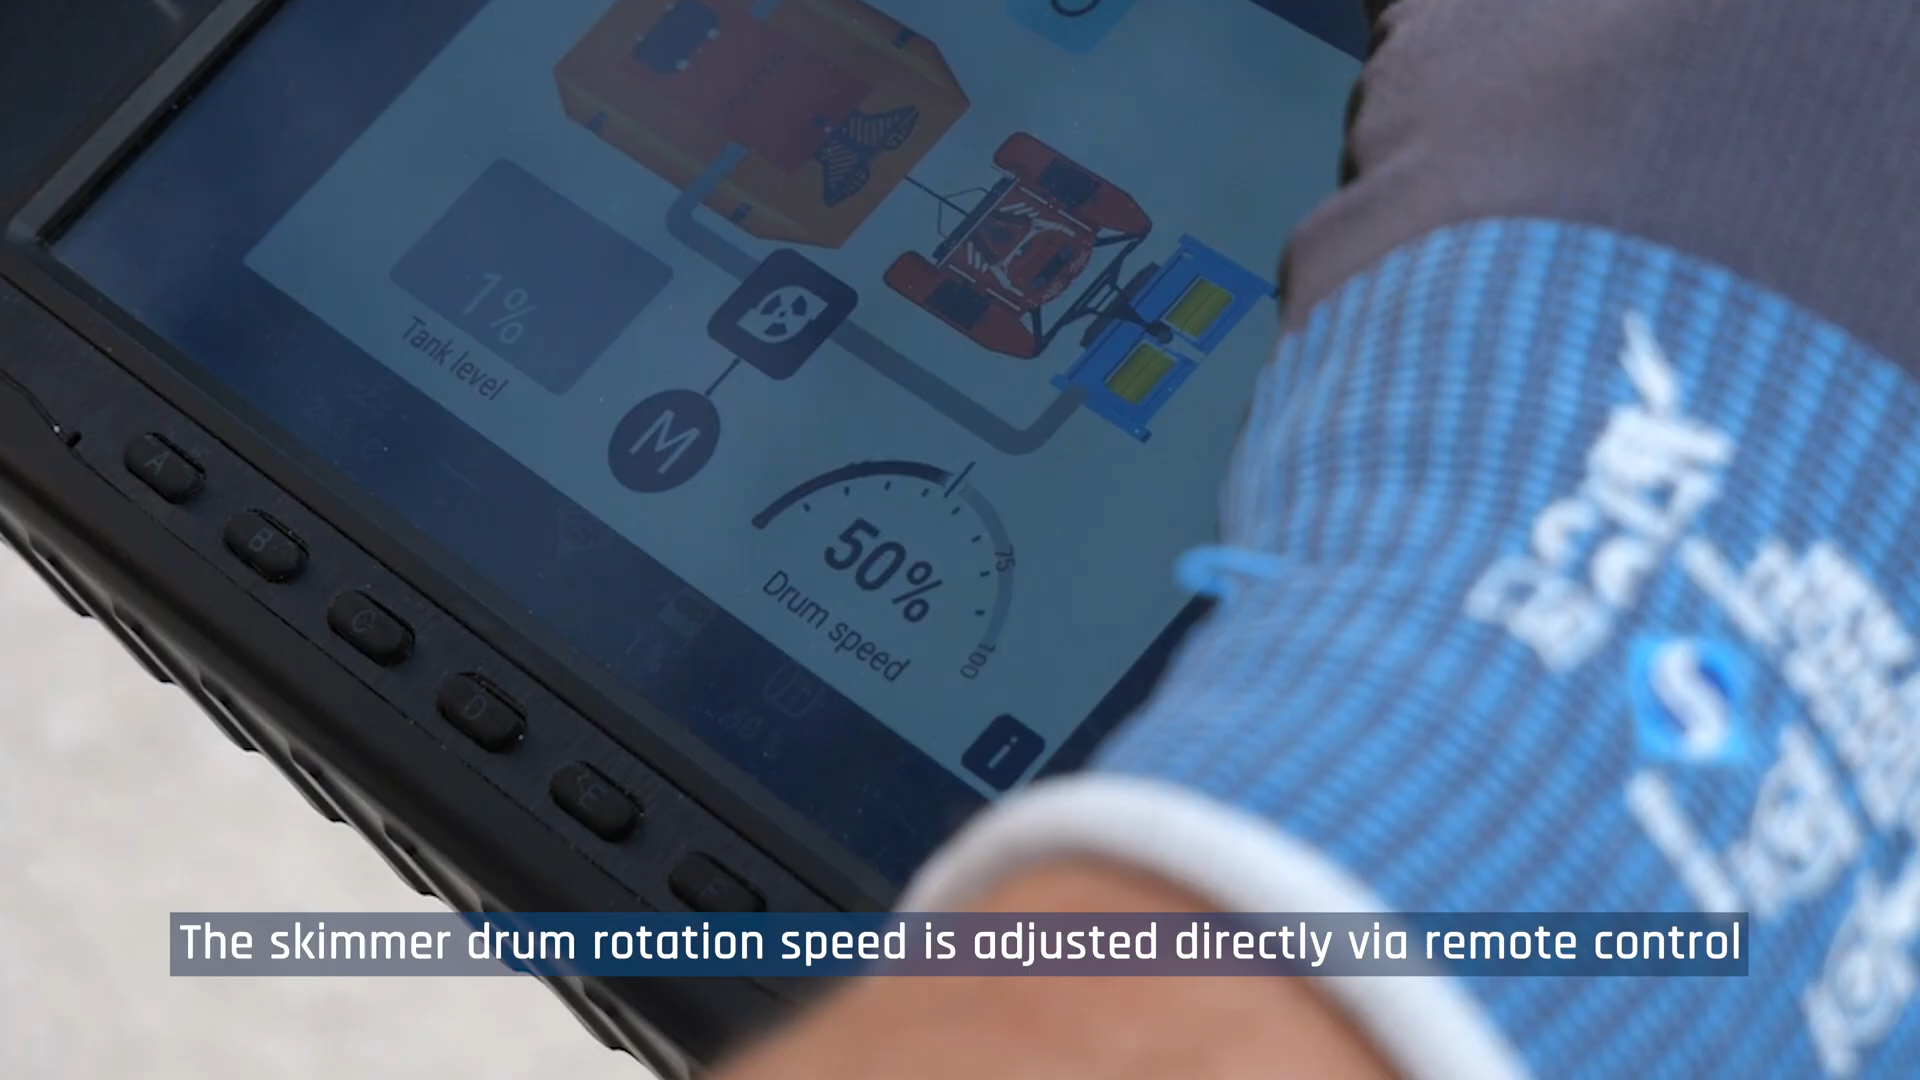 1%
Tank level
M
50%
Drum speed
75
100
i
A
B
C
D
E
F
The skimmer drum rotation speed is adjusted directly via remote control